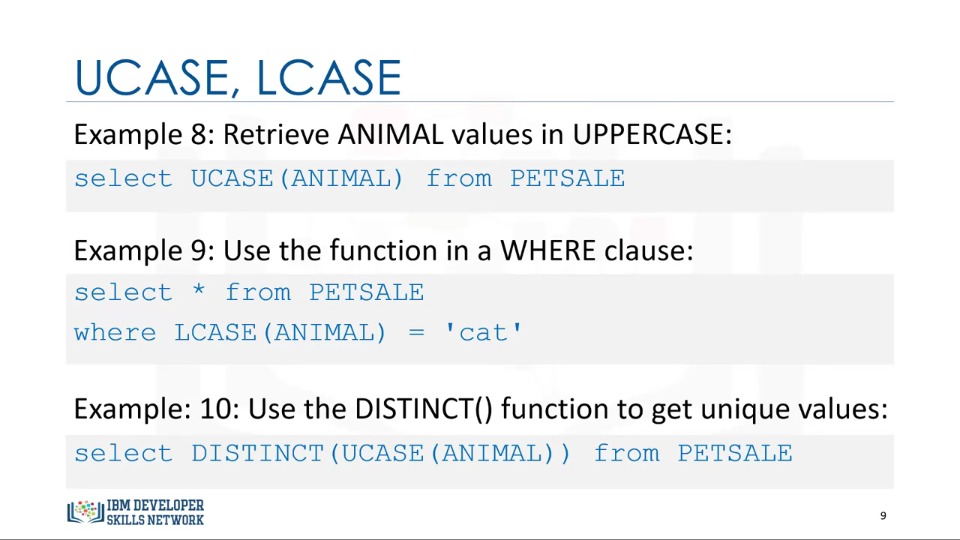 UCASE, LCASE
Example 8: Retrieve ANIMAL values in UPPERCASE:
select UCASE(ANIMAL) from PETSALE
Example 9: Use the function in a WHERE clause:
select * from PETSALE
where LCASE(ANIMAL) = 'cat'
Example: 10: Use the DISTINCT() function to get unique values:
select DISTINCT(UCASE(ANIMAL)) from PETSALE
IBM DEVELOPER
SKILLS NETWORK
9